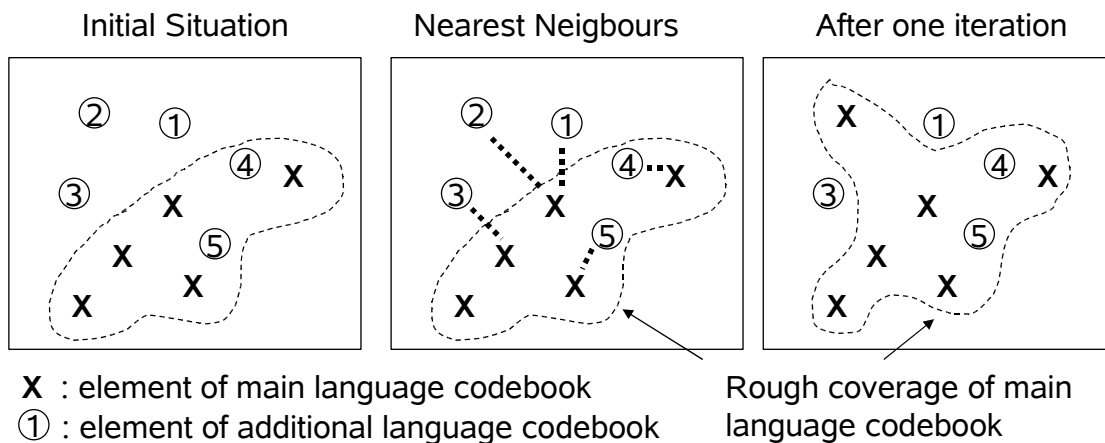 Initial Situation
Nearest Neigbours
After one iteration
② ① ④ X X ③ ⑤ X X X
② ① ④ X X ③ ⑤ X X X
X ① ④ X ③ X ⑤ X X X
X : element of main language codebook
① : element of additional language codebook
Rough coverage of main
language codebook